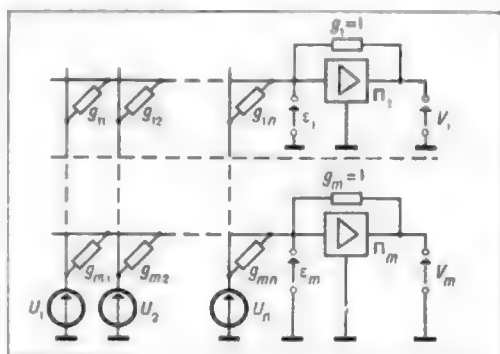 g₁=1
g₁₁ g₁₂ g₁ₙ ε₁ П₁ V₁
gₘ=1
gₘ₁ gₘ₂ gₘₙ εₘ Пₘ Vₘ
U₁ U₂ Uₙ